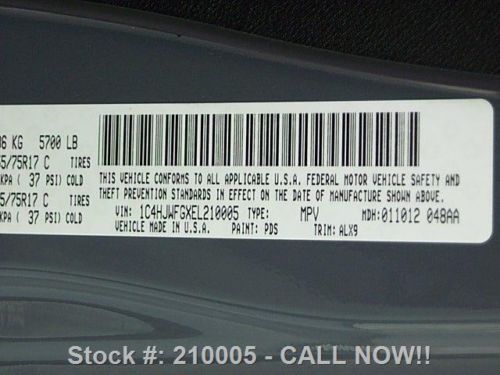 06 KG 5700 LB
5/75R17 C TIRES
KPA ( 37 PSI) COLD
5/75R17 C TIRES
KPA ( 37 PSI) COLD
THIS VEHICLE CONFORMS TO ALL APPLICABLE U.S.A. FEDERAL MOTOR VEHICLE SAFETY AND
THEFT PREVENTION STANDARDS IN EFFECT ON THE DATE OF MANUFACTURE SHOWN ABOVE.
VIN: 1C4HJWFGXEL210005 TYPE: MPV MDH:011012 048AA
MADE IN U.S.A. PAINT: PDS TRIM: ALX9
Stock #: 210005 - CALL NOW!!